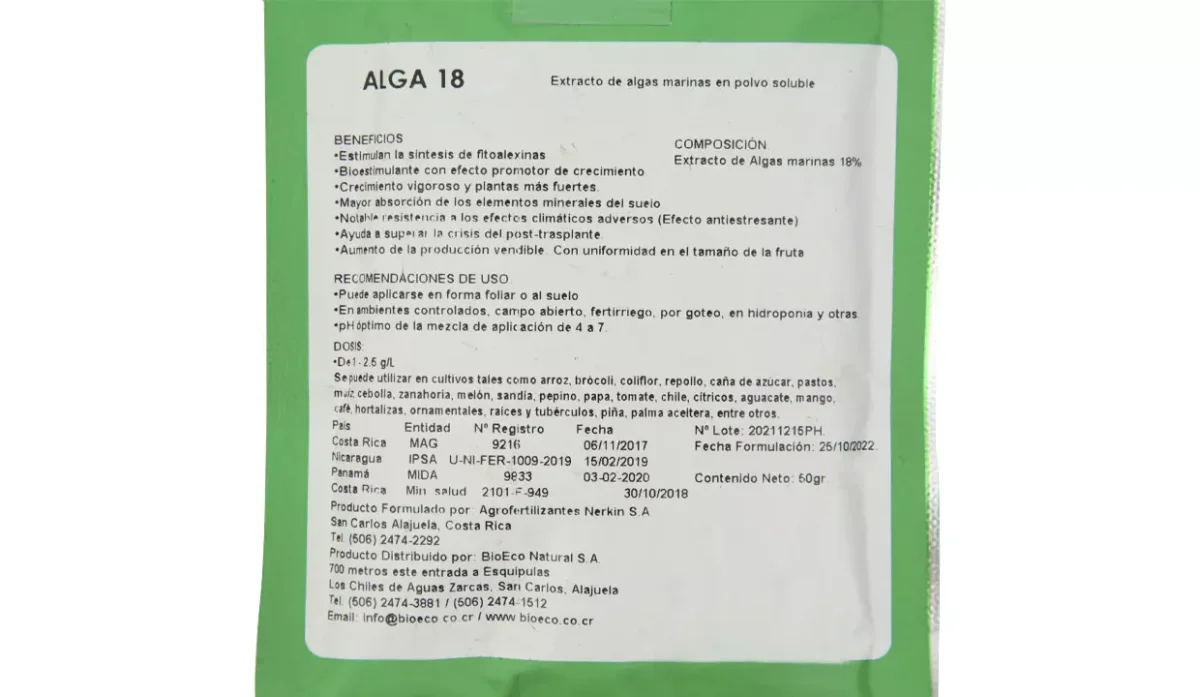 ALGA 18
Extracto de algas marinas en polvo soluble
BENEFICIOS
•Estimulan la síntesis de fitoalexinas
•Bioestimulante con efecto promotor de crecimiento
•Crecimiento vigoroso y plantas más fuertes.
•Mayor absorción de los elementos minerales del suelo
•Notable resistencia a los efectos climáticos adversos (Efecto antiestresante)
•Ayuda a superar la crisis del post-trasplante.
•Aumento de la producción vendible. Con uniformidad en el tamaño de la fruta
COMPOSICIÓN
Extracto de Algas marinas 18%
RECOMENDACIONES DE USO
•Puede aplicarse en forma foliar o al suelo
•En ambientes controlados, campo abierto, fertirriego, por goteo, en hidroponia y otras.
•pH óptimo de la mezcla de aplicación de 4 a 7.
DOSIS:
•De 1 - 2.5 g/L
Se puede utilizar en cultivos tales como arroz, brócoli, coliflor, repollo, caña de azúcar, pastos,
maíz, cebolla, zanahoria, melón, sandia, pepino, papa, tomate, chile, cítricos, aguacate, mango,
café, hortalizas, ornamentales, raíces y tubérculos, piña, palma aceitera, entre otros.
País Entidad Nº Registro Fecha
Costa Rica MAG 9216 06/11/2017
Nicaragua IPSA U-NI-FER-1009-2019 15/02/2019
Panamá MIDA 9833 03-02-2020
Costa Rica Min salud 2101-F-949 30/10/2018
Nº Lote: 20211215PH.
Fecha Formulación: 25/10/2022.
Contenido Neto: 50gr
Producto Formulado por: Agrofertilizantes Nerkin S.A
San Carlos Alajuela, Costa Rica
Tel. (506) 2474-2292
Producto Distribuido por: BioEco Natural S.A.
700 metros este entrada a Esquipulas
Los Chiles de Aguas Zarcas, San Carlos, Alajuela
Tel. (506) 2474-3881 / (506) 2474-1512
Email: info@bioeco.co.cr / www.bioeco.co.cr